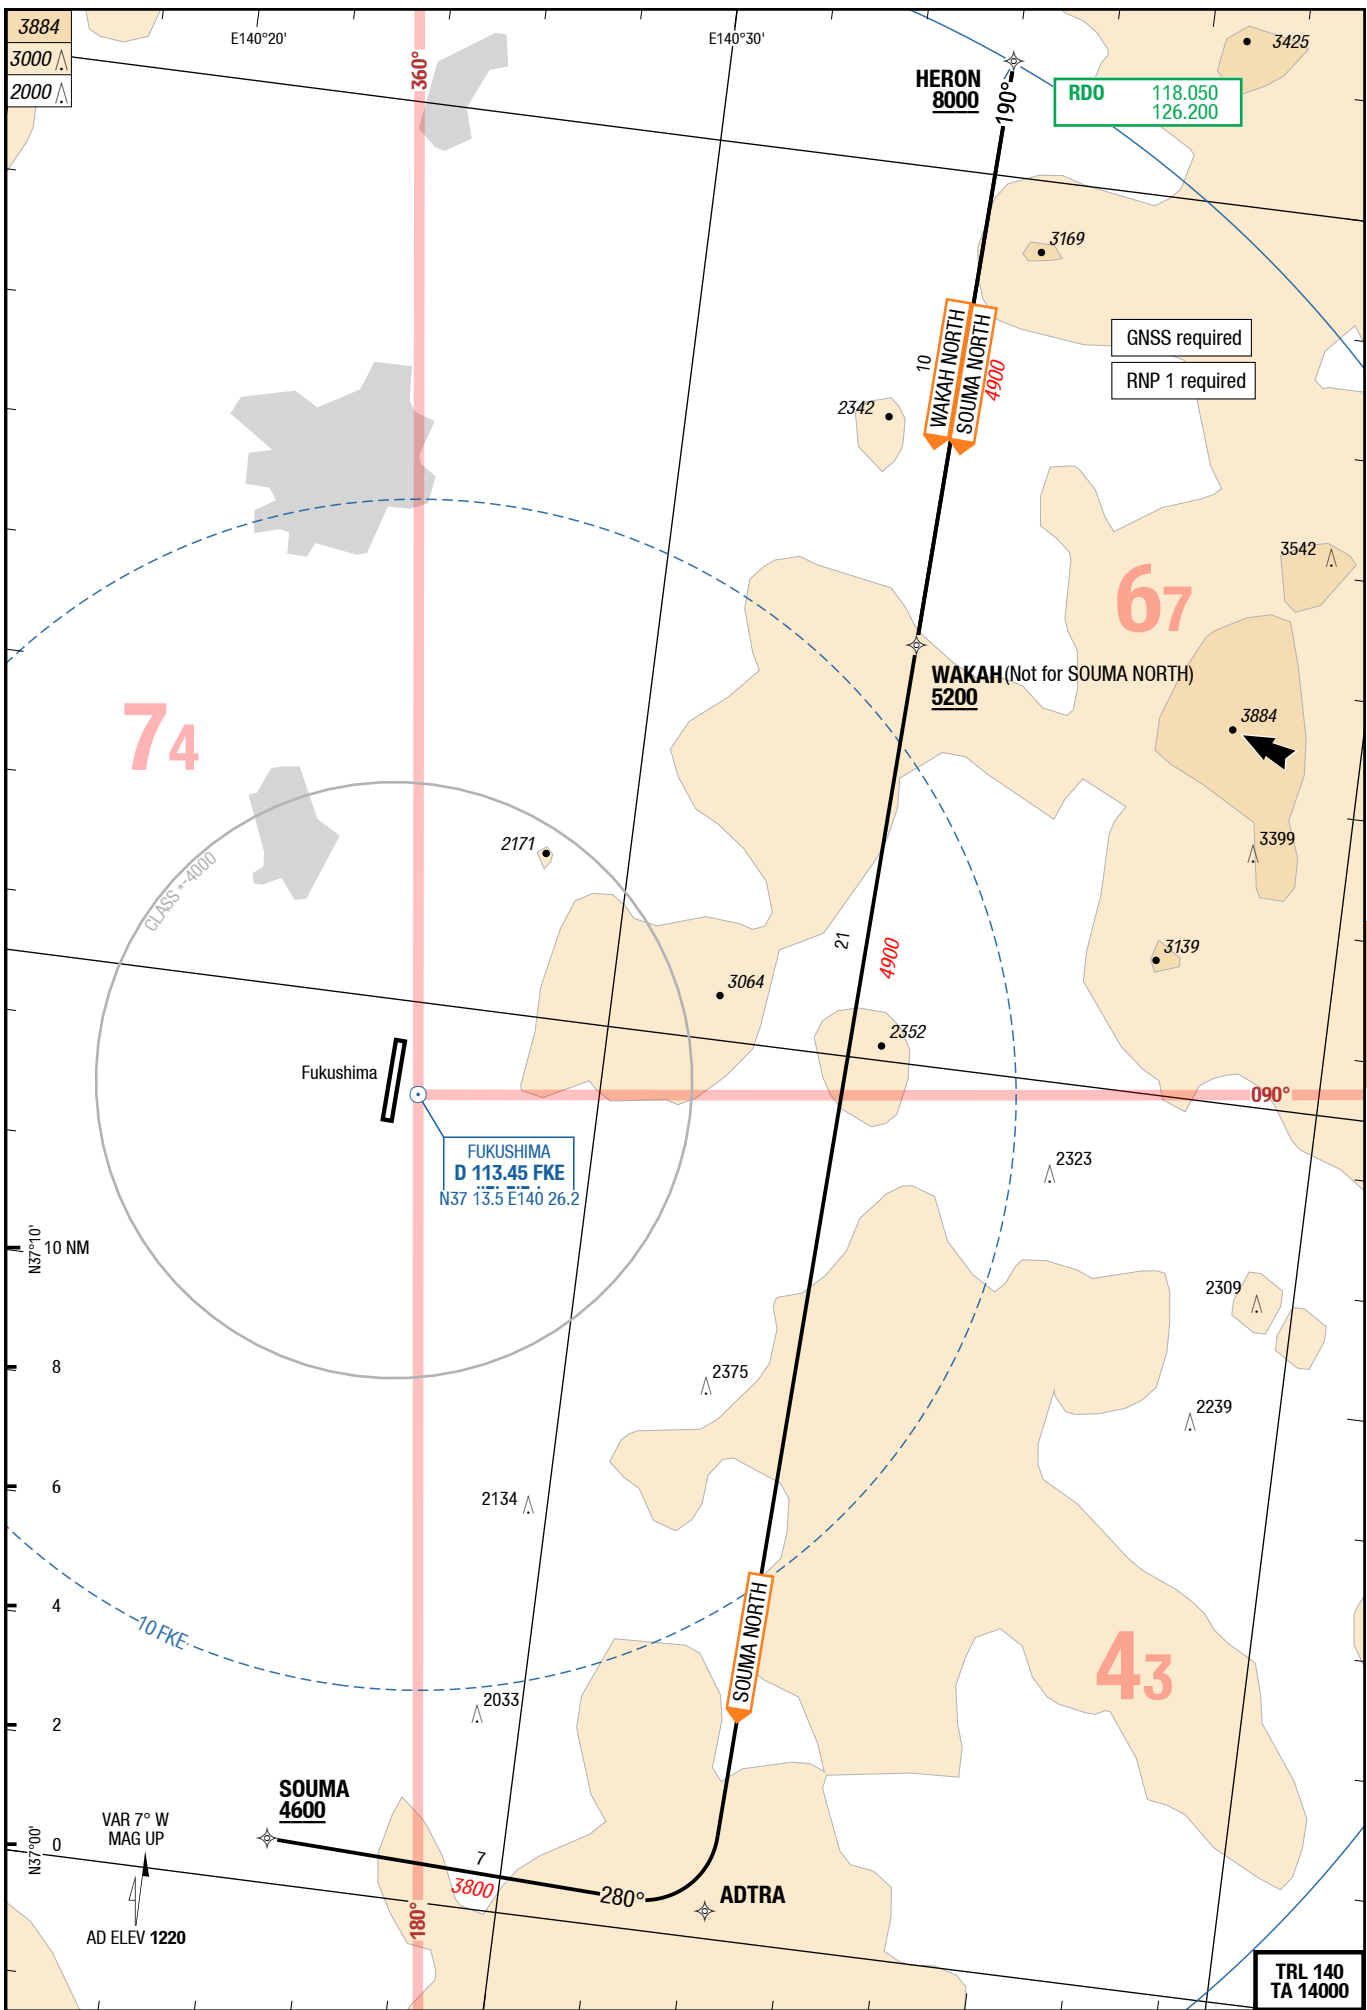 3884
3000
2000
E140°20'
360°
E140°30'
3425
HERON
8000
190°
RDO 118.050
126.200
3169
GNSS required
RNP 1 required
10
WAKAH NORTH
SOUMA NORTH
4900
2342
3542
67
WAKAH (Not for SOUMA NORTH)
5200
74
3884
CLASS *-4000
2171
3399
21
4900
3139
3064
2352
Fukushima
090°
FUKUSHIMA
D 113.45 FKE
N37 13.5 E140 26.2
2323
N37°10'
10 NM
2309
8
2375
2239
6
2134
4
10 FKE
SOUMA NORTH
43
2033
2
SOUMA
4600
VAR 7° W
MAG UP
N37°00'
0
7
3800
280°
ADTRA
180°
AD ELEV 1220
TRL 140
TA 14000